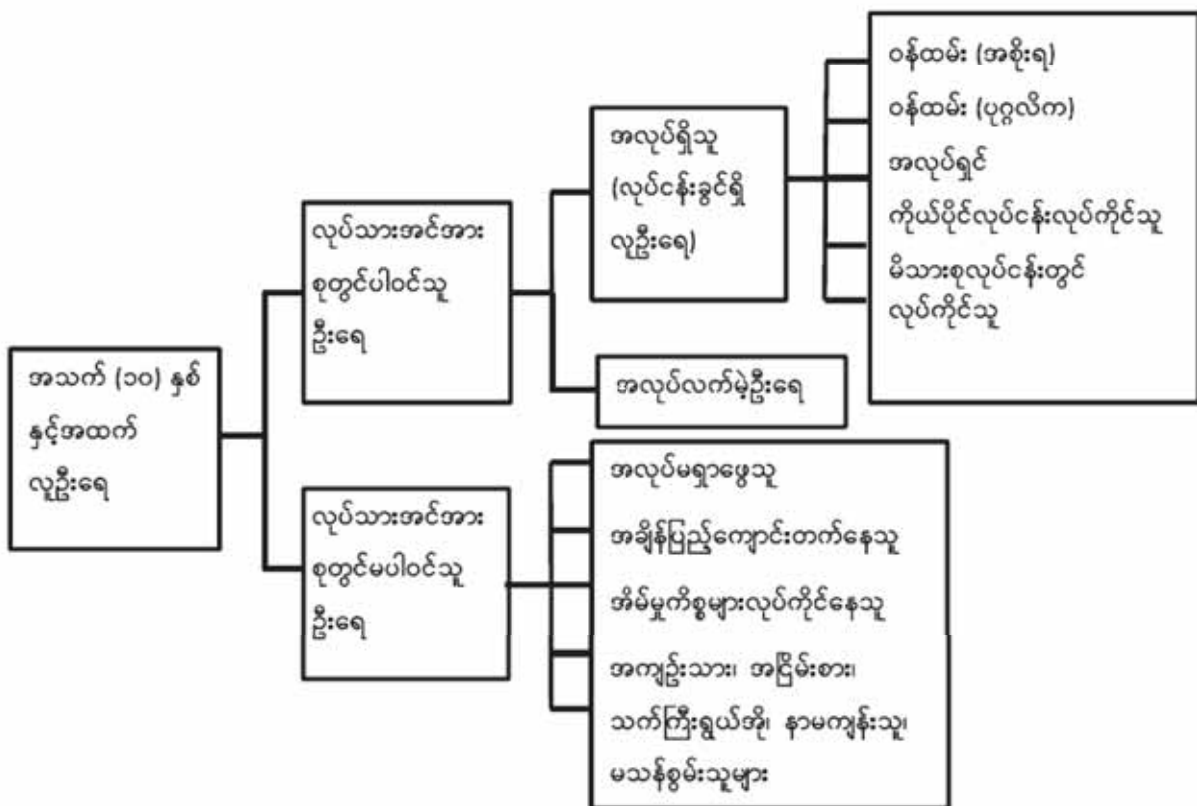 အသက် (၁၀) နှစ်
နှင့်အထက်
လူဦးရေ
လုပ်သားအင်အား
စုတွင်ပါဝင်သူ
ဦးရေ
လုပ်သားအင်အား
စုတွင်မပါဝင်သူ
ဦးရေ
အလုပ်ရှိသူ
(လုပ်ငန်းခွင်ရှိ
လူဦးရေ)
အလုပ်လက်မဲ့ဦးရေ
ဝန်ထမ်း (အစိုးရ)
ဝန်ထမ်း (ပုဂ္ဂလိက)
အလုပ်ရှင်
ကိုယ်ပိုင်လုပ်ငန်းလုပ်ကိုင်သူ
မိသားစုလုပ်ငန်းတွင်
လုပ်ကိုင်သူ
အလုပ်မရှာဖွေသူ
အချိန်ပြည့်ကျောင်းတက်နေသူ
အိမ်မှုကိစ္စများလုပ်ကိုင်နေသူ
အကျဉ်းသား၊ အငြိမ်းစား၊
သက်ကြီးရွယ်အို၊ နာမကျန်းသူ၊
မသန်စွမ်းသူများ